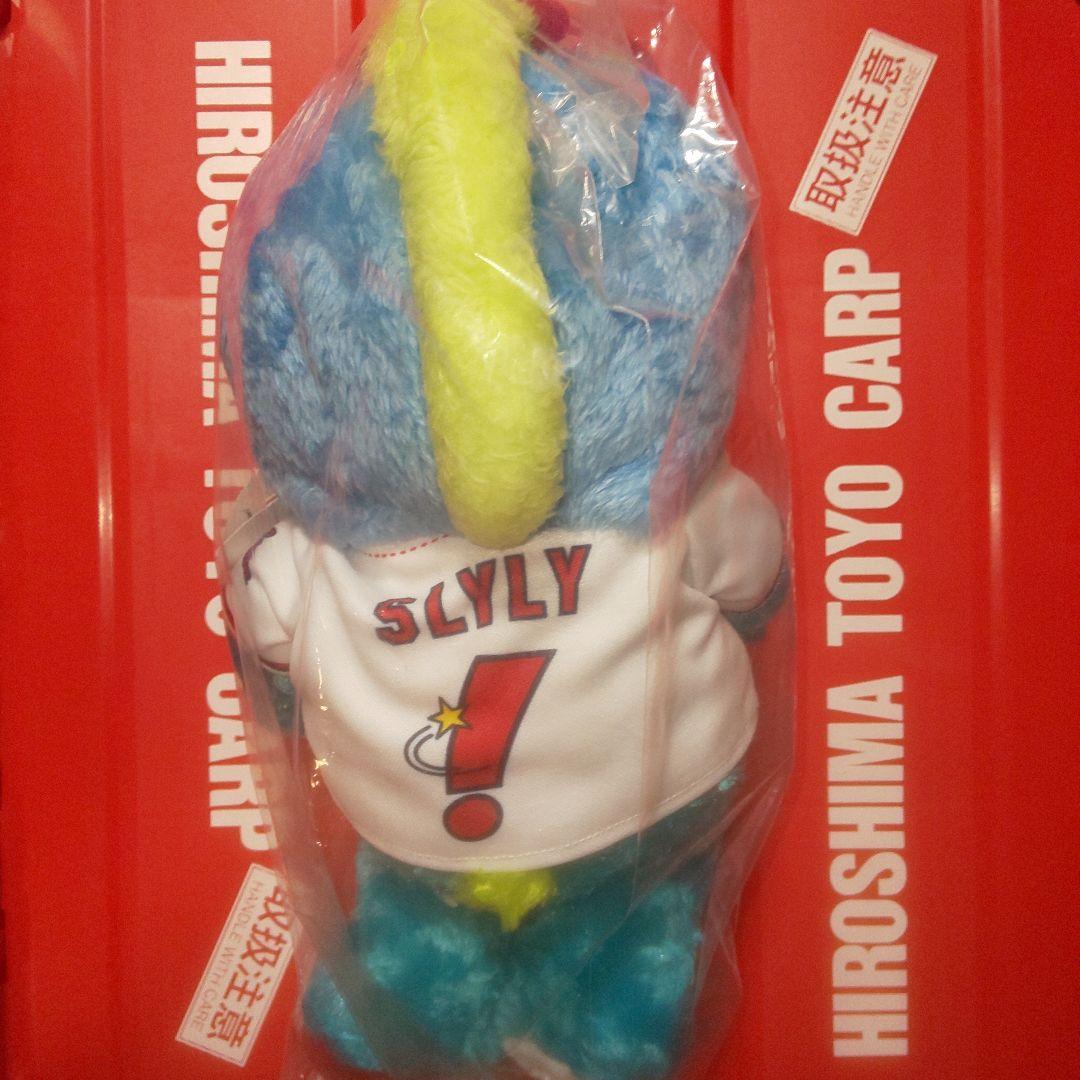 HIROSHIMA TOYO CARP
取扱注意
HANDLE WITH CARE
SLYLY
!
HIROSHIMA TOYO CARP
取扱注意
HANDLE WITH CARE